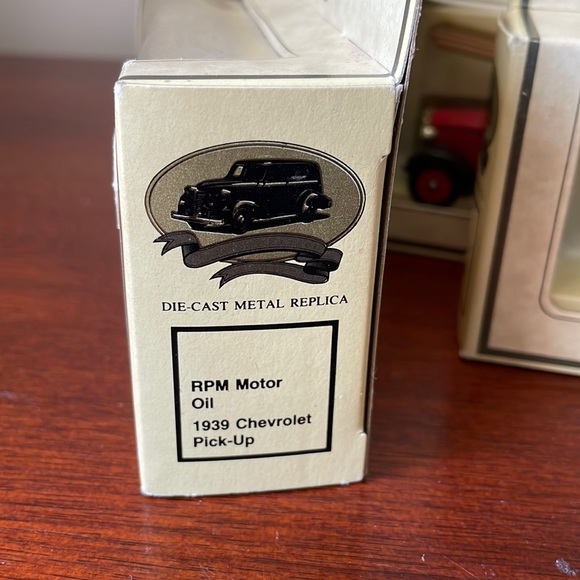 DIE-CAST METAL REPLICA
RPM Motor
Oil
1939 Chevrolet
Pick-Up